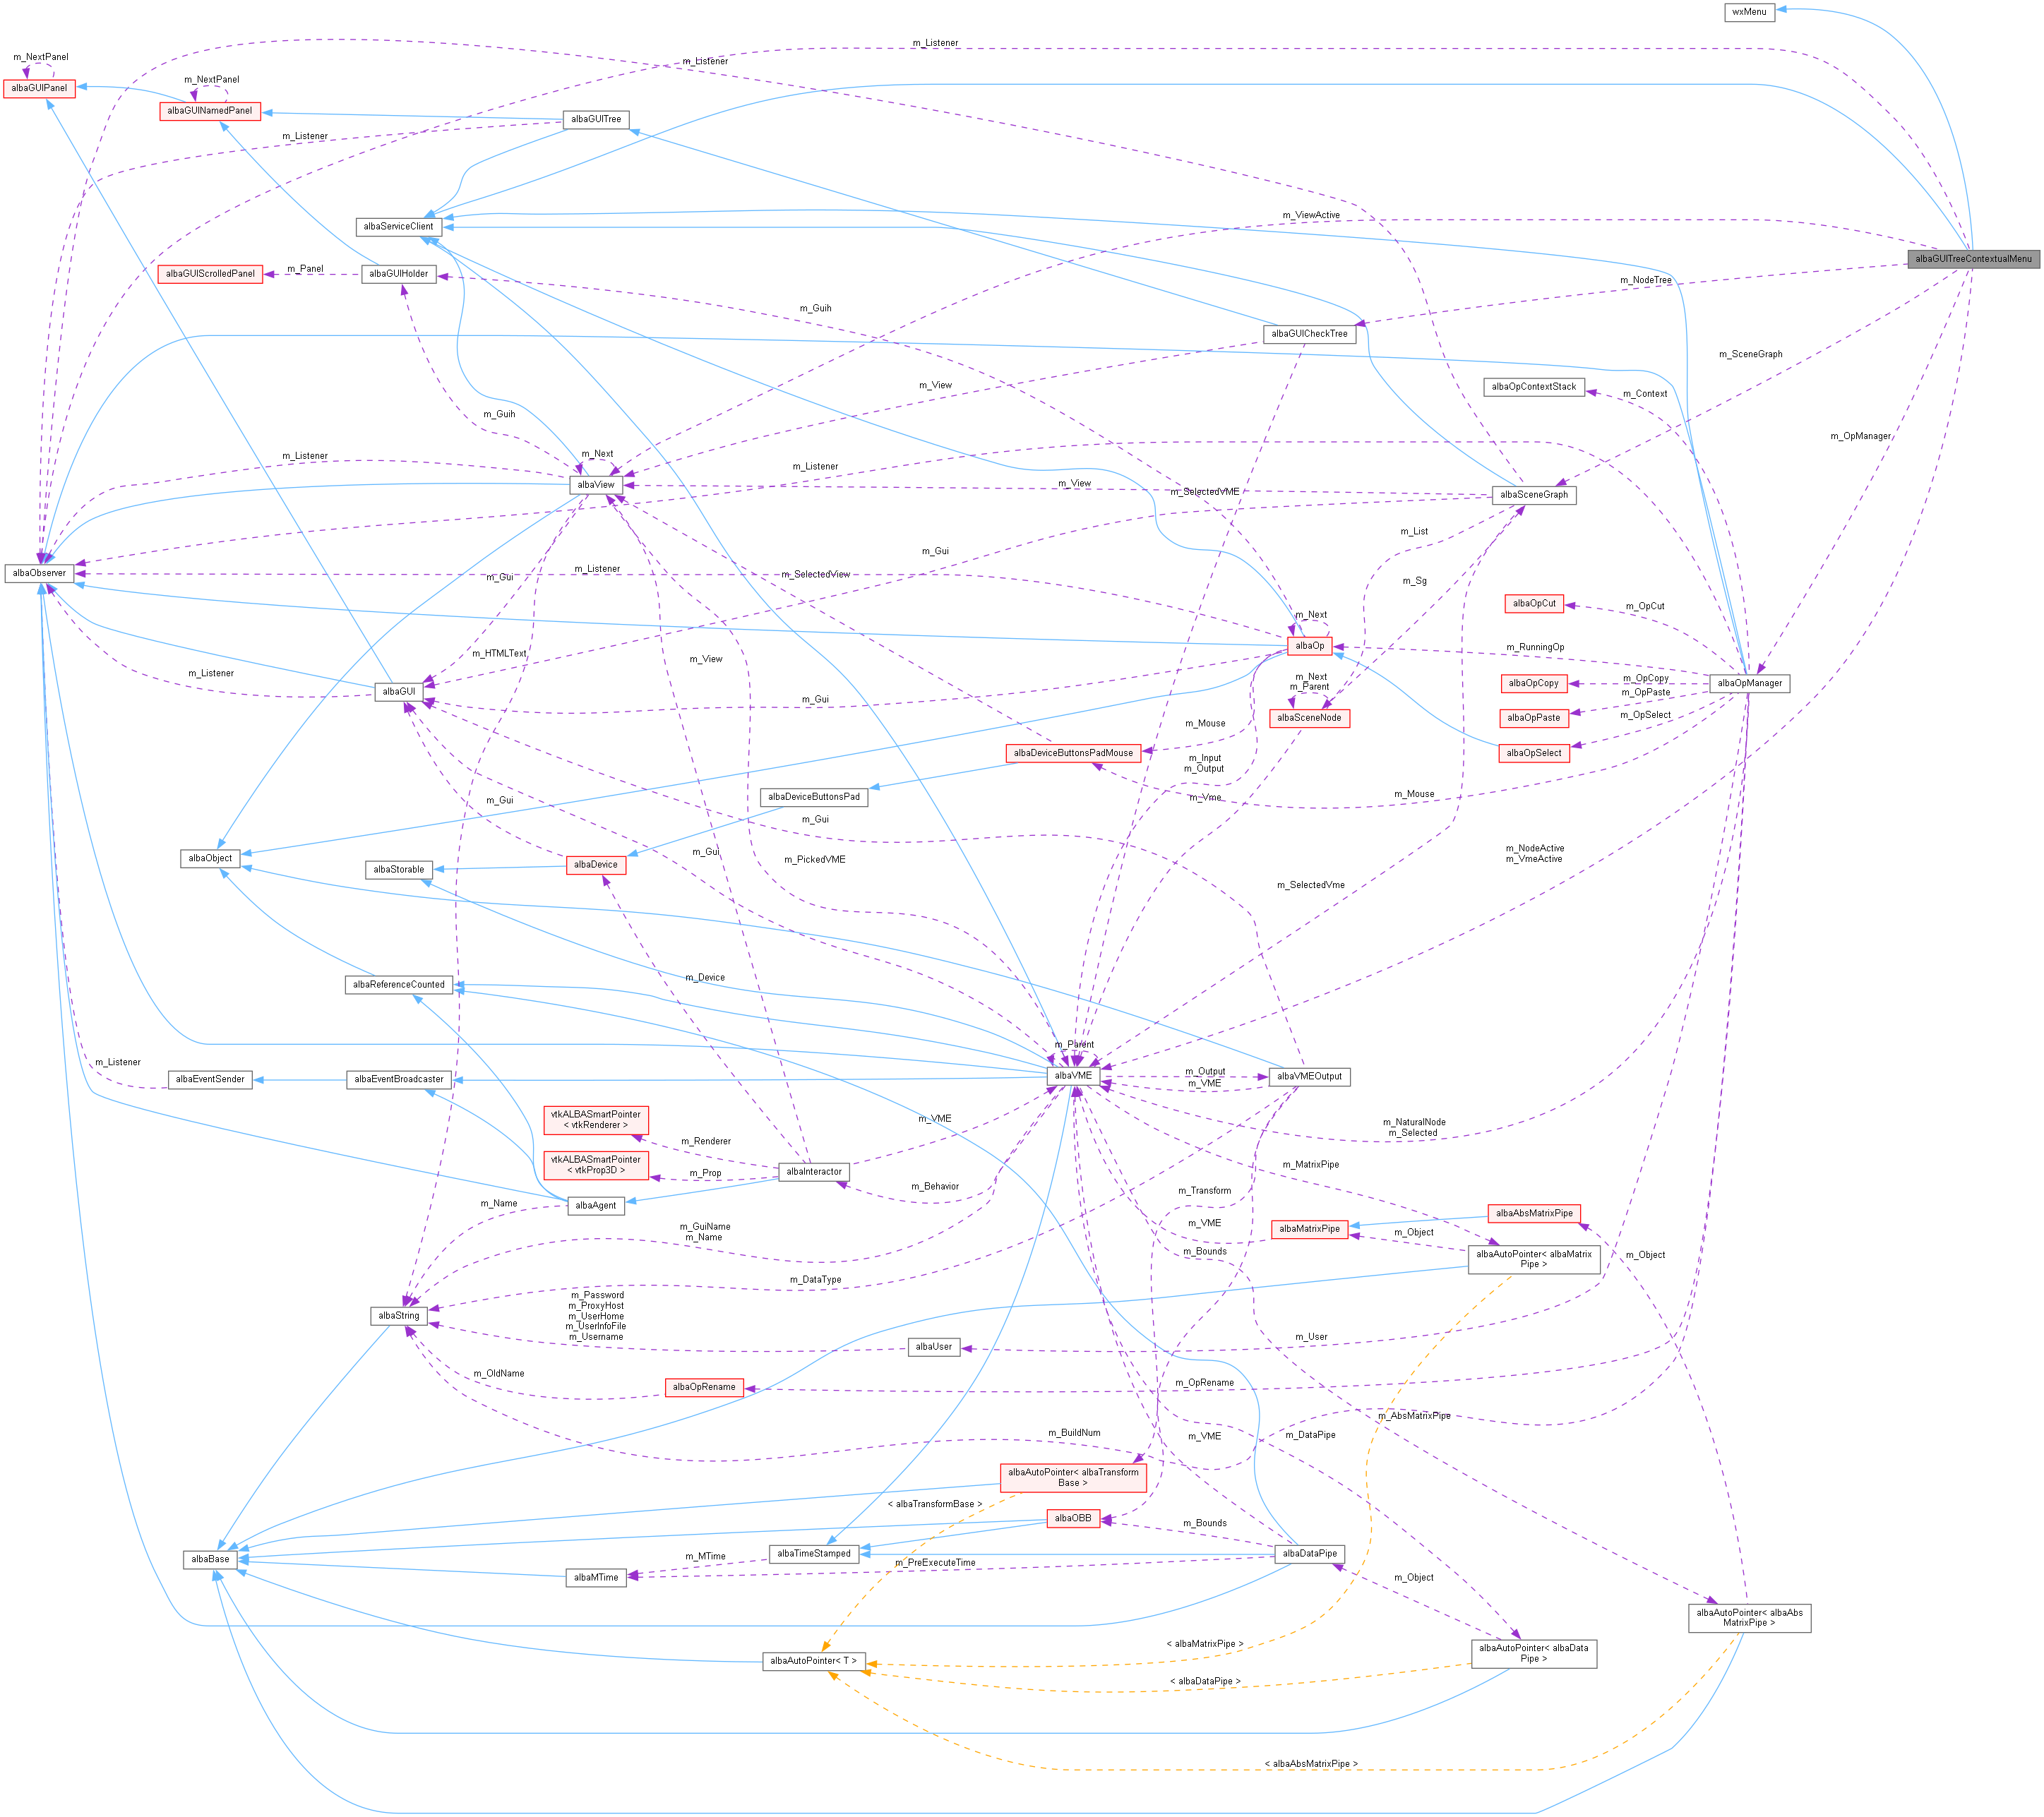 wxMenu
m_Listener
m_NextPanel
m_Listener
albaGUIPanel
m_NextPanel
albaGUINamedPanel
albaGUITree
m_Listener
m_ViewActive
albaServiceClient
albaGUITreeContextualMenu
albaGUIScrolledPanel
m_Panel
albaGUIHolder
m_NodeTree
m_Guih
albaGUICheckTree
m_SceneGraph
m_View
albaOpContextStack
m_Context
m_Guih
m_OpManager
m_Next
m_Listener
m_Listener
albaView
m_View
m_SelectedVME
albaSceneGraph
m_List
m_Gui
albaObserver
m_Gui
m_Listener
m_SelectedView
m_Sg
albaOpCut
m_OpCut
m_Next
albaOp
m_RunningOp
m_HTMLText
m_View
m_Listener
albaGUI
m_Gui
m_Next
m_Parent
albaOpCopy
m_OpCopy
albaOpManager
m_OpPaste
albaSceneNode
albaOpPaste
m_OpSelect
m_Mouse
albaDeviceButtonsPadMouse
albaOpSelect
m_Input
m_Output
albaDeviceButtonsPad
m_Vme
m_Mouse
m_Gui
m_Gui
albaObject
albaStorable
albaDevice
m_Gui
m_PickedVME
m_NodeActive
m_VmeActive
m_SelectedVme
albaReferenceCounted
m_Device
m_Parent
m_Listener
albaEventSender
albaEventBroadcaster
albaVME
m_Output
m_VME
albaVMEOutput
vtkALBASmartPointer
< vtkRenderer >
m_VME
m_NaturalNode
m_Selected
m_Renderer
vtkALBASmartPointer
< vtkProp3D >
m_Prop
albaInteractor
m_MatrixPipe
m_Behavior
m_Transform
m_Name
albaAgent
albaAbsMatrixPipe
m_GuiName
m_Name
m_VME
albaMatrixPipe
m_Object
albaAutoPointer< albaMatrix
Pipe >
m_Bounds
m_Object
m_DataType
m_Password
m_ProxyHost
m_UserHome
m_UserInfoFile
m_Username
albaString
albaUser
m_User
m_OldName
albaOpRename
m_OpRename
m_AbsMatrixPipe
m_BuildNum
m_VME
m_DataPipe
albaAutoPointer< albaTransform
Base >
< albaTransformBase >
albaOBB
m_Bounds
albaBase
m_MTime
albaTimeStamped
m_PreExecuteTime
albaDataPipe
albaMTime
m_Object
albaAutoPointer< albaAbs
MatrixPipe >
< albaMatrixPipe >
albaAutoPointer< T >
albaAutoPointer< albaData
Pipe >
< albaDataPipe >
< albaAbsMatrixPipe >